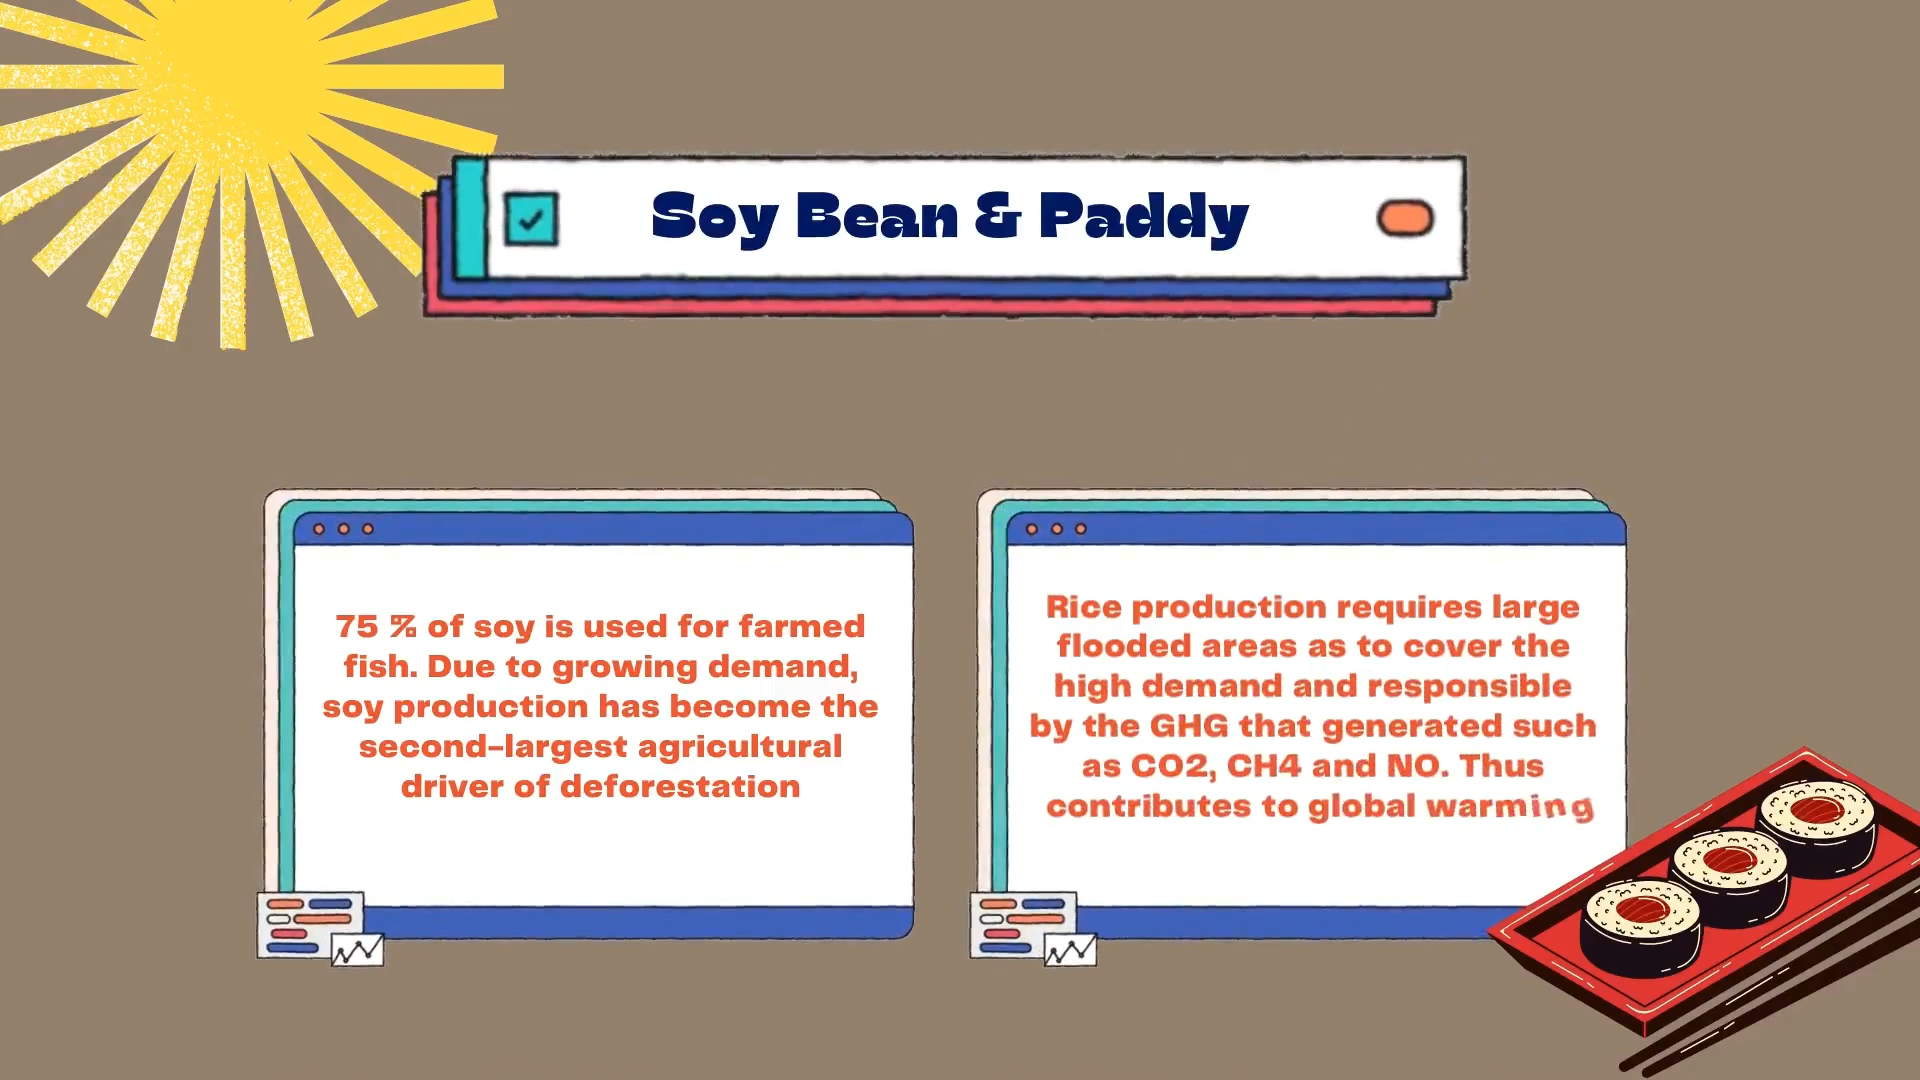 Soy Bean & Paddy
75 % of soy is used for farmed
fish. Due to growing demand,
soy production has become the
second-largest agricultural
driver of deforestation
Rice production requires large
flooded areas as to cover the
high demand and responsible
by the GHG that generated such
as CO2, CH4 and NO. Thus
contributes to global warming